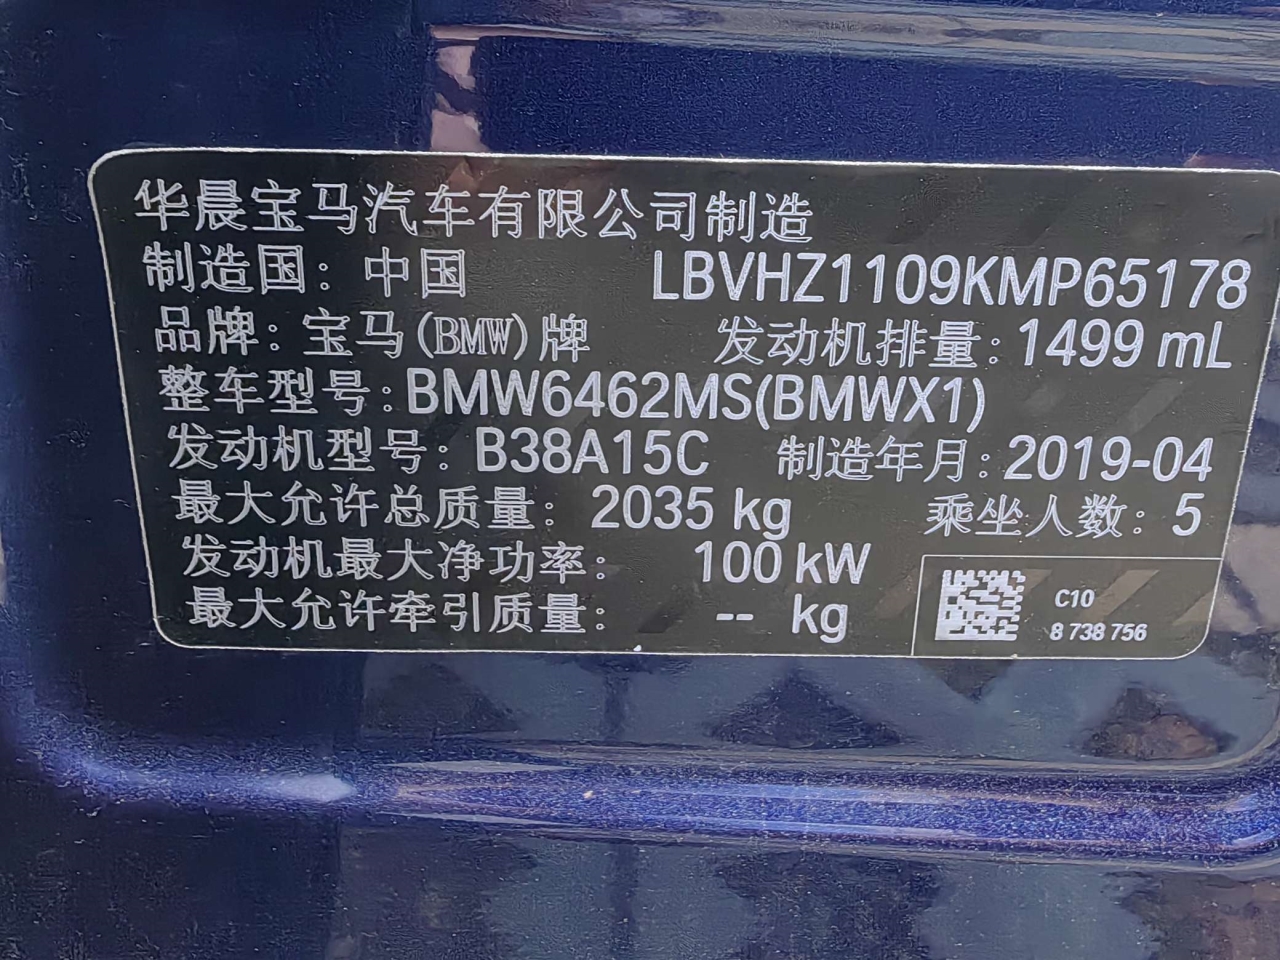 华晨宝马汽车有限公司制造
制造国：中国 LBVHZ1109KMP65178
品牌：宝马(BMW)牌 发动机排量：1499 mL
整车型号：BMW6462MS(BMWX1)
发动机型号：B38A15C 制造年月：2019-04
最大允许总质量：2035 kg 乘坐人数：5
发动机最大净功率：100 kW
最大允许牵引质量：-- kg
C10
8 738 756